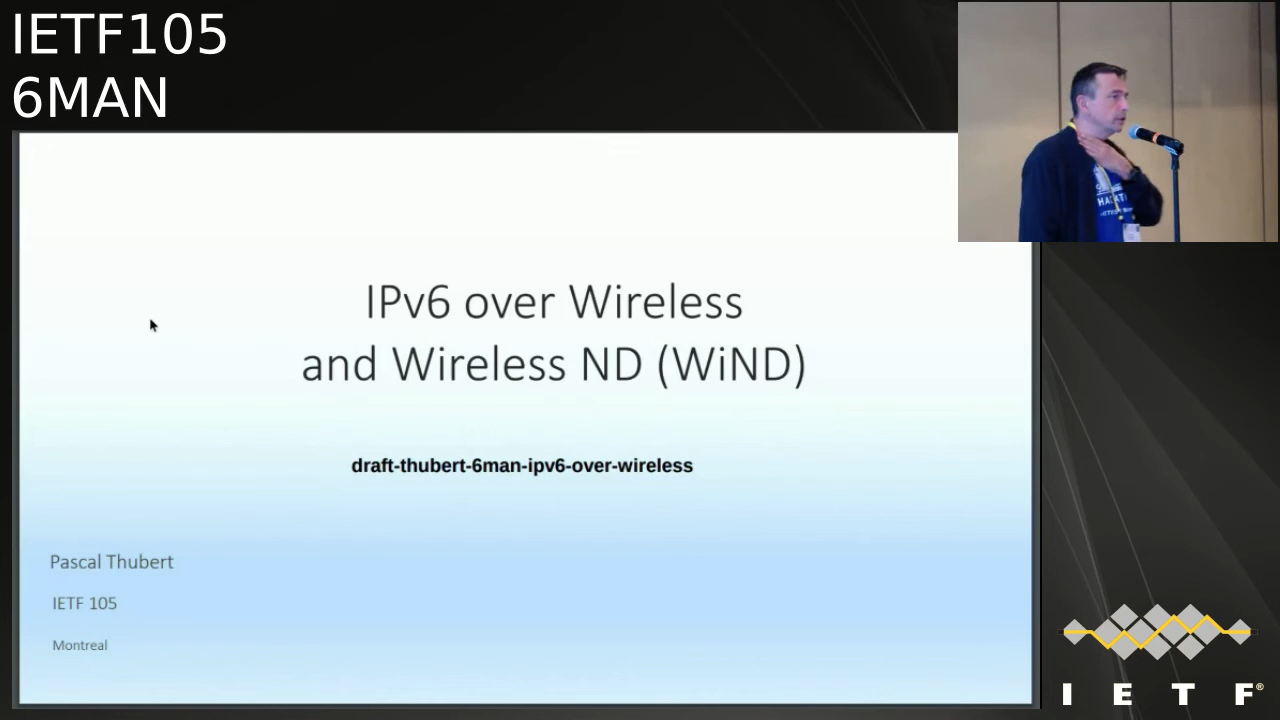 IETF105
6MAN
IPv6 over Wireless
and Wireless ND (WiND)
draft-thubert-6man-ipv6-over-wireless
Pascal Thubert
IETF 105
Montreal
I E T F®